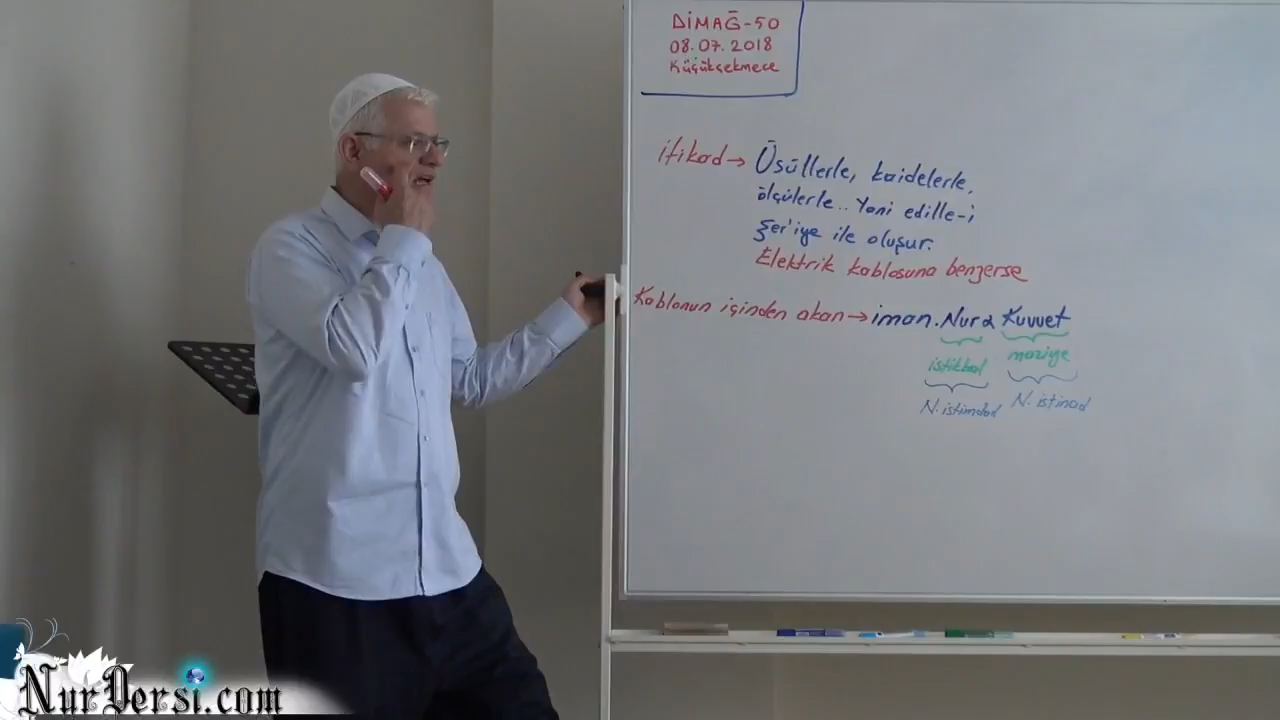 DİMAĞ-50
08.07.2018
Küçükçekmece
itikad→ Üsûllerle, kaidelerle,
ölçülerle.. Yani edille-i
Şer'iye ile oluşur.
Elektrik kablosuna benzerse
Kablonun içinden akan→iman.Nur & Kuvvet
istikbal maziye
N.istimdad N.istinad
NurDersi.com